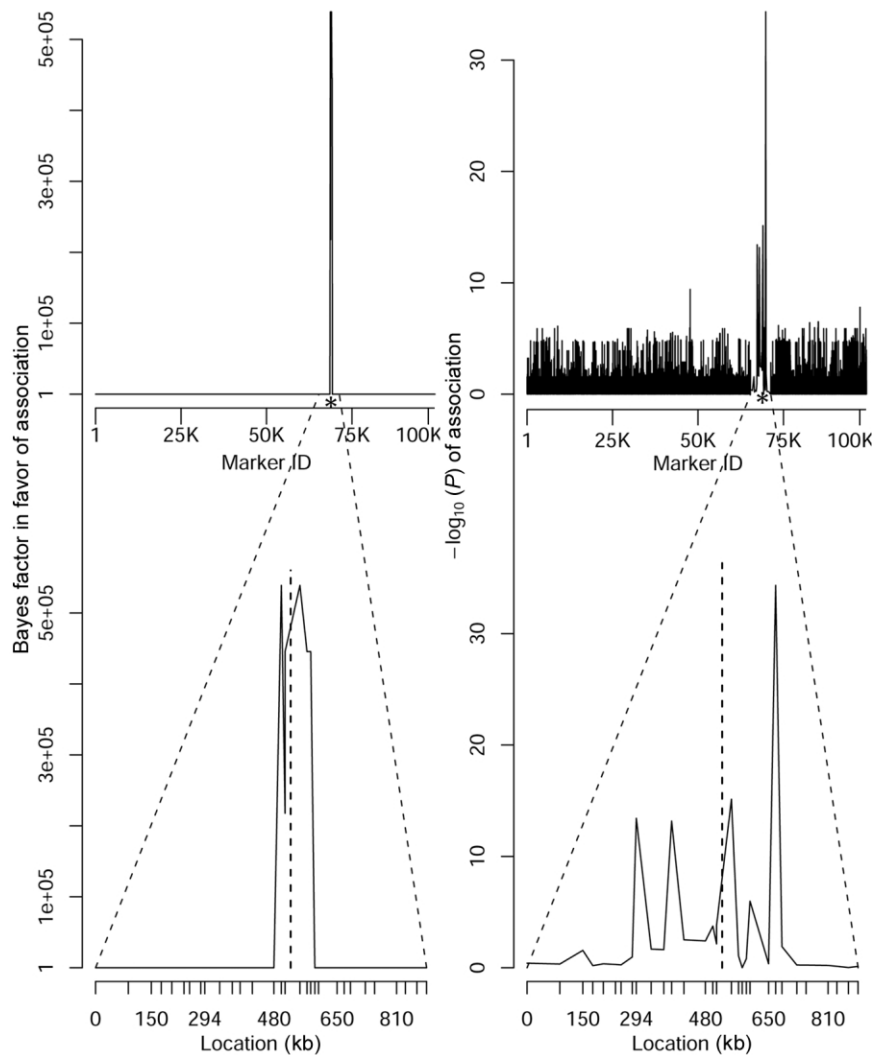 Bayes factor in favor of association
5e+05
3e+05
1e+05
1
*
1
25K
50K
75K
100K
Marker ID
−log10 (P) of association
30
20
10
0
*
1
25K
50K
75K
100K
Marker ID
5e+05
3e+05
1e+05
1
0
150
294
480
650
810
Location (kb)
30
20
10
0
0
150
294
480
650
810
Location (kb)